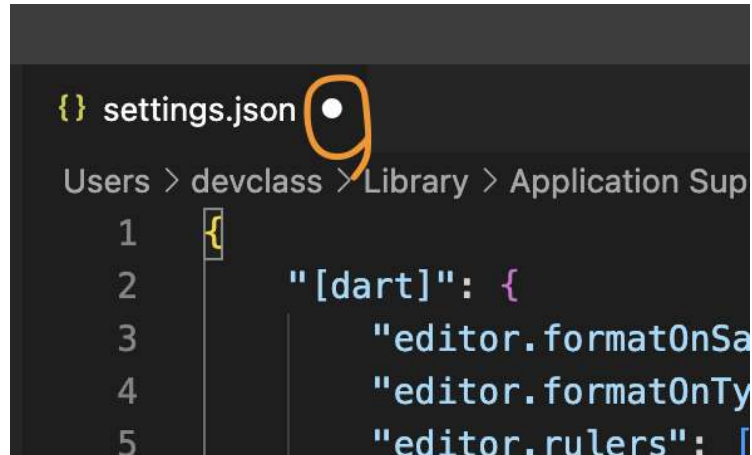 {} settings.json
Users > devclass > Library > Application Sup
1 {
2 "[dart]": {
3 "editor.formatOnSa
4 "editor.formatOnTy
5 "editor.rulers": [